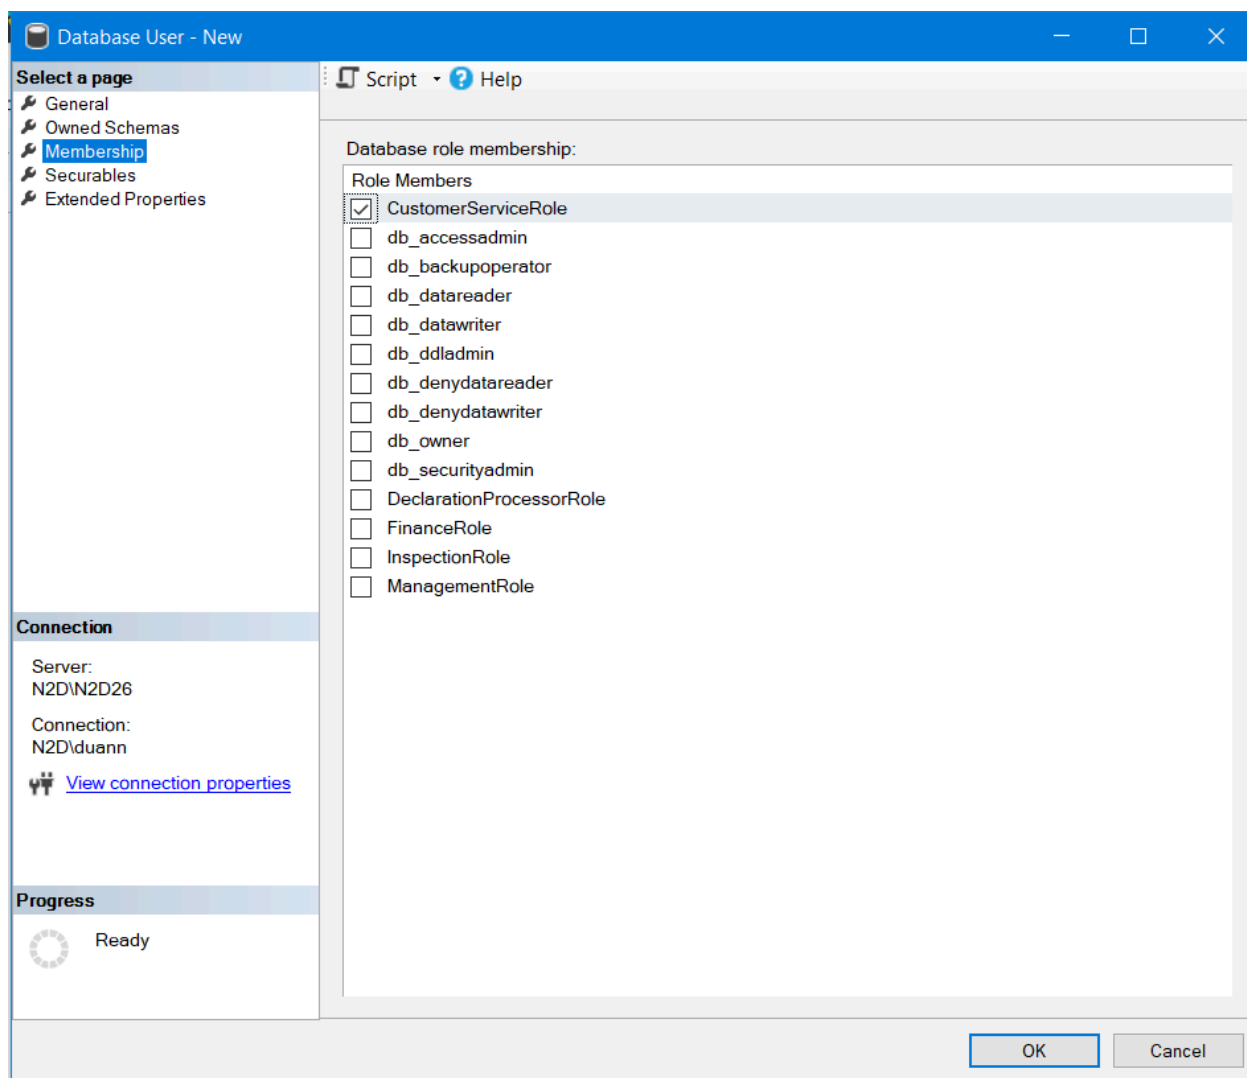 Database User - New
Select a page
General
Owned Schemas
Membership
Securables
Extended Properties
Script
Help
Database role membership:
Role Members
CustomerServiceRole
db_accessadmin
db_backupoperator
db_datareader
db_datawriter
db_ddladmin
db_denydatareader
db_denydatawriter
db_owner
db_securityadmin
DeclarationProcessorRole
FinanceRole
InspectionRole
ManagementRole
Connection
Server:
N2D\N2D26
Connection:
N2D\duann
View connection properties
Progress
Ready
OK
Cancel